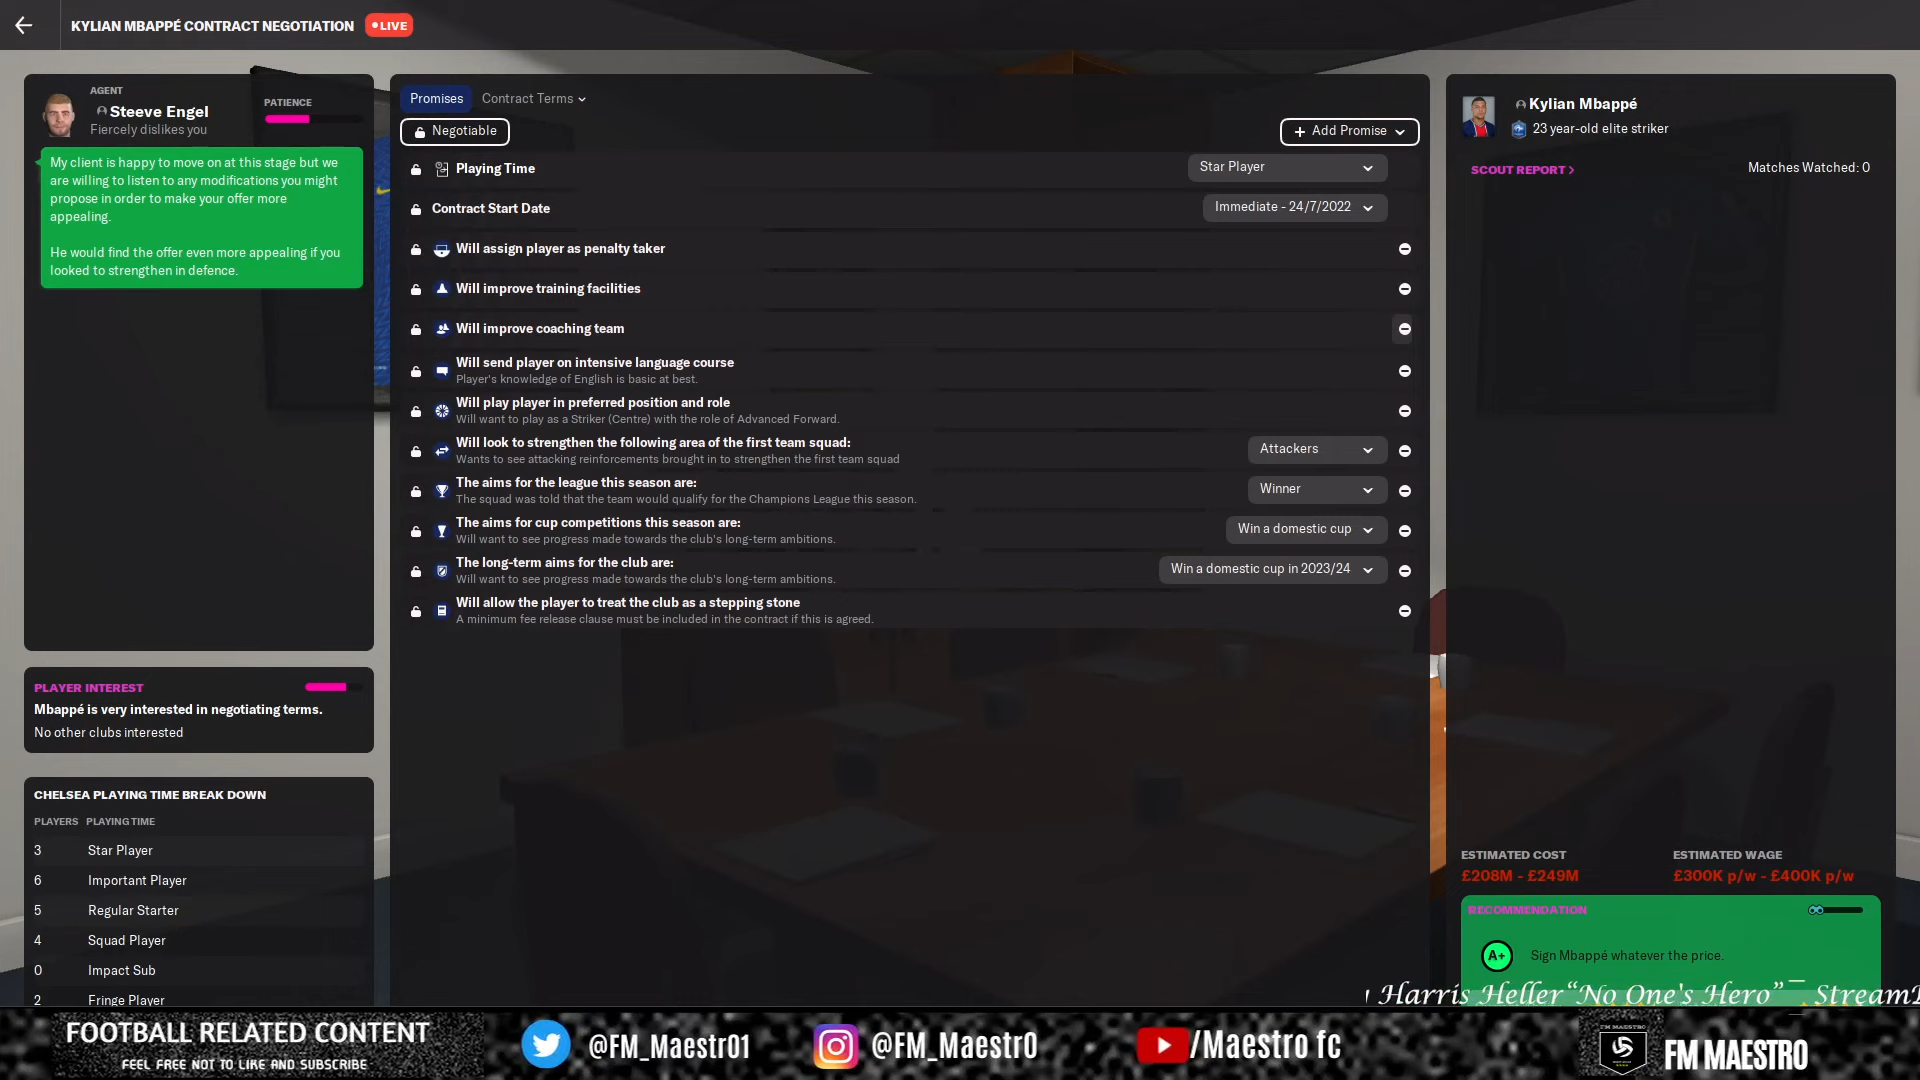 KYLIAN MBAPPÉ CONTRACT NEGOTIATION
LIVE
AGENT
Steeve Engel
Fiercely dislikes you
PATIENCE
My client is happy to move on at this stage but we
are willing to listen to any modifications you might
propose in order to make your offer more
appealing.
He would find the offer even more appealing if you
looked to strengthen in defence.
PLAYER INTEREST
Mbappé is very interested in negotiating terms.
No other clubs interested
CHELSEA PLAYING TIME BREAK DOWN
PLAYERS PLAYING TIME
3 Star Player
6 Important Player
5 Regular Starter
4 Squad Player
0 Impact Sub
2 Fringe Player
Promises Contract Terms
Negotiable
Add Promise
Playing Time Star Player
Contract Start Date Immediate - 24/7/2022
Will assign player as penalty taker
Will improve training facilities
Will improve coaching team
Will send player on intensive language course
Player's knowledge of English is basic at best.
Will play player in preferred position and role
Will want to play as a Striker (Centre) with the role of Advanced Forward.
Will look to strengthen the following area of the first team squad: Attackers
Wants to see attacking reinforcements brought in to strengthen the first team squad
The aims for the league this season are: Winner
The squad was told that the team would qualify for the Champions League this season.
The aims for cup competitions this season are: Win a domestic cup
Will want to see progress made towards the club's long-term ambitions.
The long-term aims for the club are: Win a domestic cup in 2023/24
Will want to see progress made towards the club's long-term ambitions.
Will allow the player to treat the club as a stepping stone
A minimum fee release clause must be included in the contract if this is agreed.
Kylian Mbappé
23 year-old elite striker
SCOUT REPORT > Matches Watched: 0
ESTIMATED COST
£208M - £249M
ESTIMATED WAGE
£300K p/w - £400K p/w
RECOMMENDATION
A+ Sign Mbappé whatever the price.
Harris Heller "No One's Hero" – Stream
FOOTBALL RELATED CONTENT
FEEL FREE NOT TO LIKE AND SUBSCRIBE
@FM_Maestr01
@FM_Maestr0
/Maestro fc
FM MAESTRO
FM MAESTRO